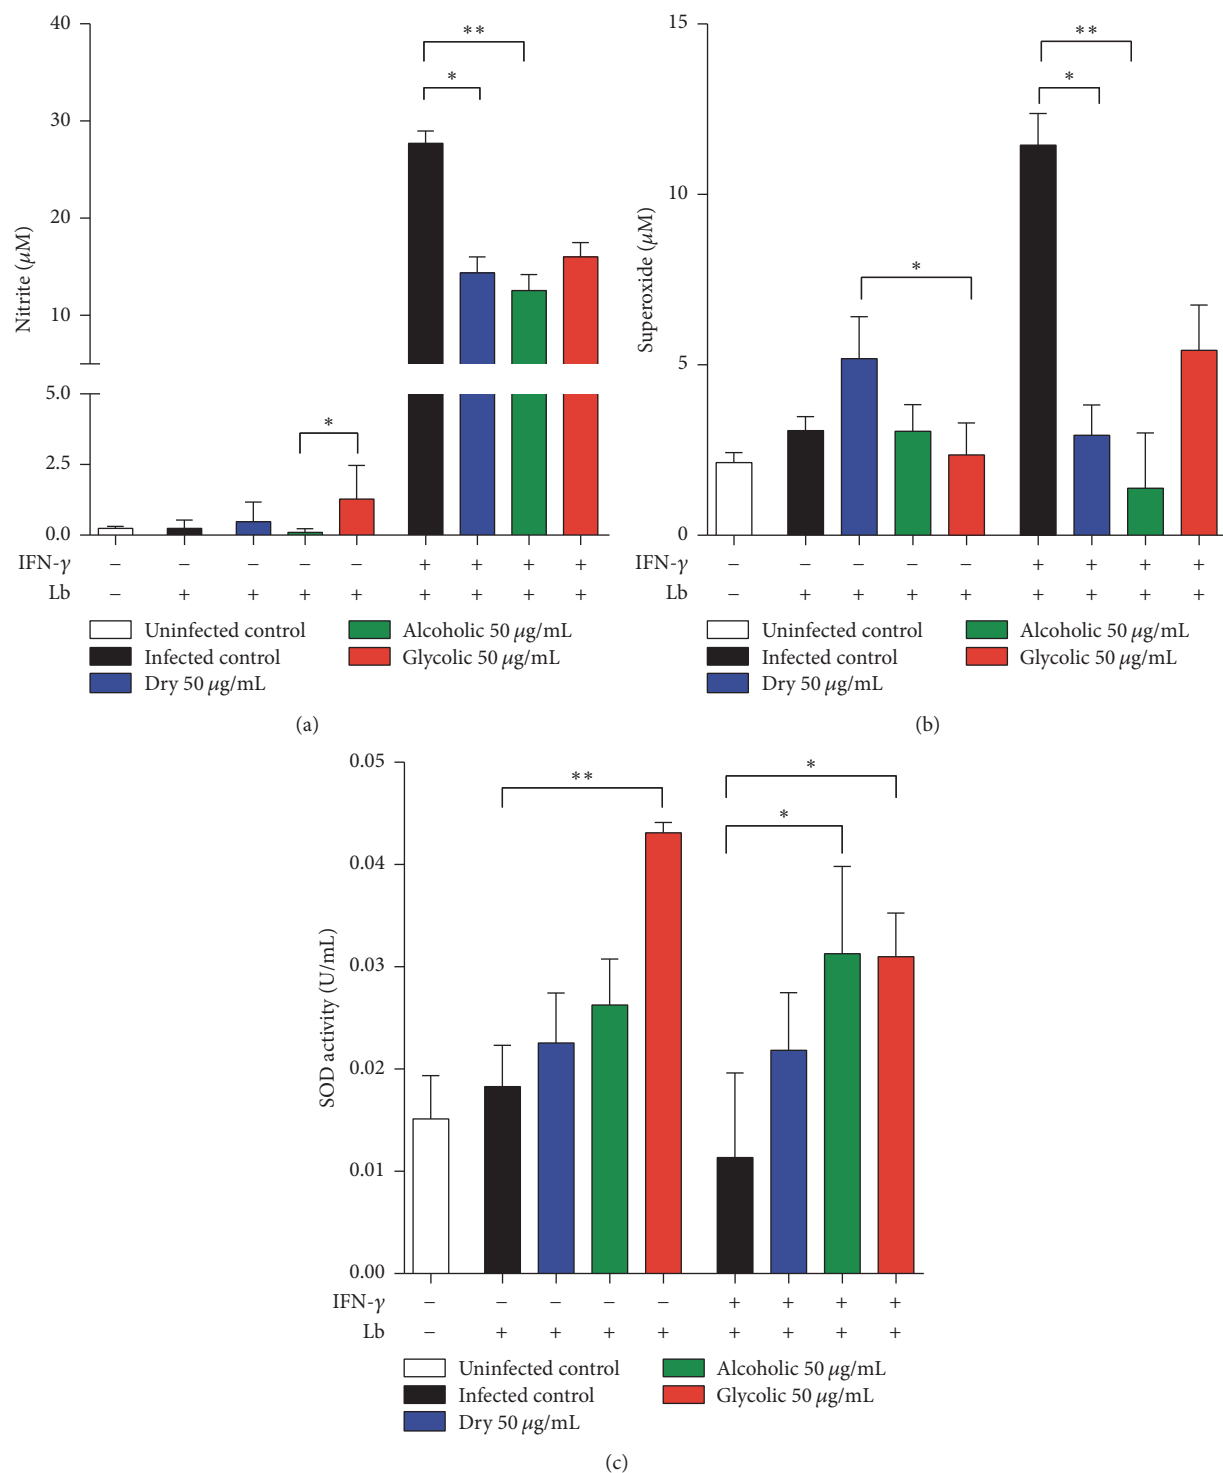 40
30
20
10
5.0
2.5
0.0
Nitrite (μM)
**
*
*
IFN-γ − − − − − + + + +
Lb − + + + + + + + +
Uninfected control
Infected control
Dry 50 μg/mL
Alcoholic 50 μg/mL
Glycolic 50 μg/mL
(a)
15
10
5
0
Superoxide (μM)
**
*
*
IFN-γ − − − − − + + + +
Lb − + + + + + + + +
Uninfected control
Infected control
Dry 50 μg/mL
Alcoholic 50 μg/mL
Glycolic 50 μg/mL
(b)
0.05
0.04
0.03
0.02
0.01
0.00
SOD activity (U/mL)
**
*
*
IFN-γ − − − − − + + + +
Lb − + + + + + + + +
Uninfected control
Infected control
Dry 50 μg/mL
Alcoholic 50 μg/mL
Glycolic 50 μg/mL
(c)